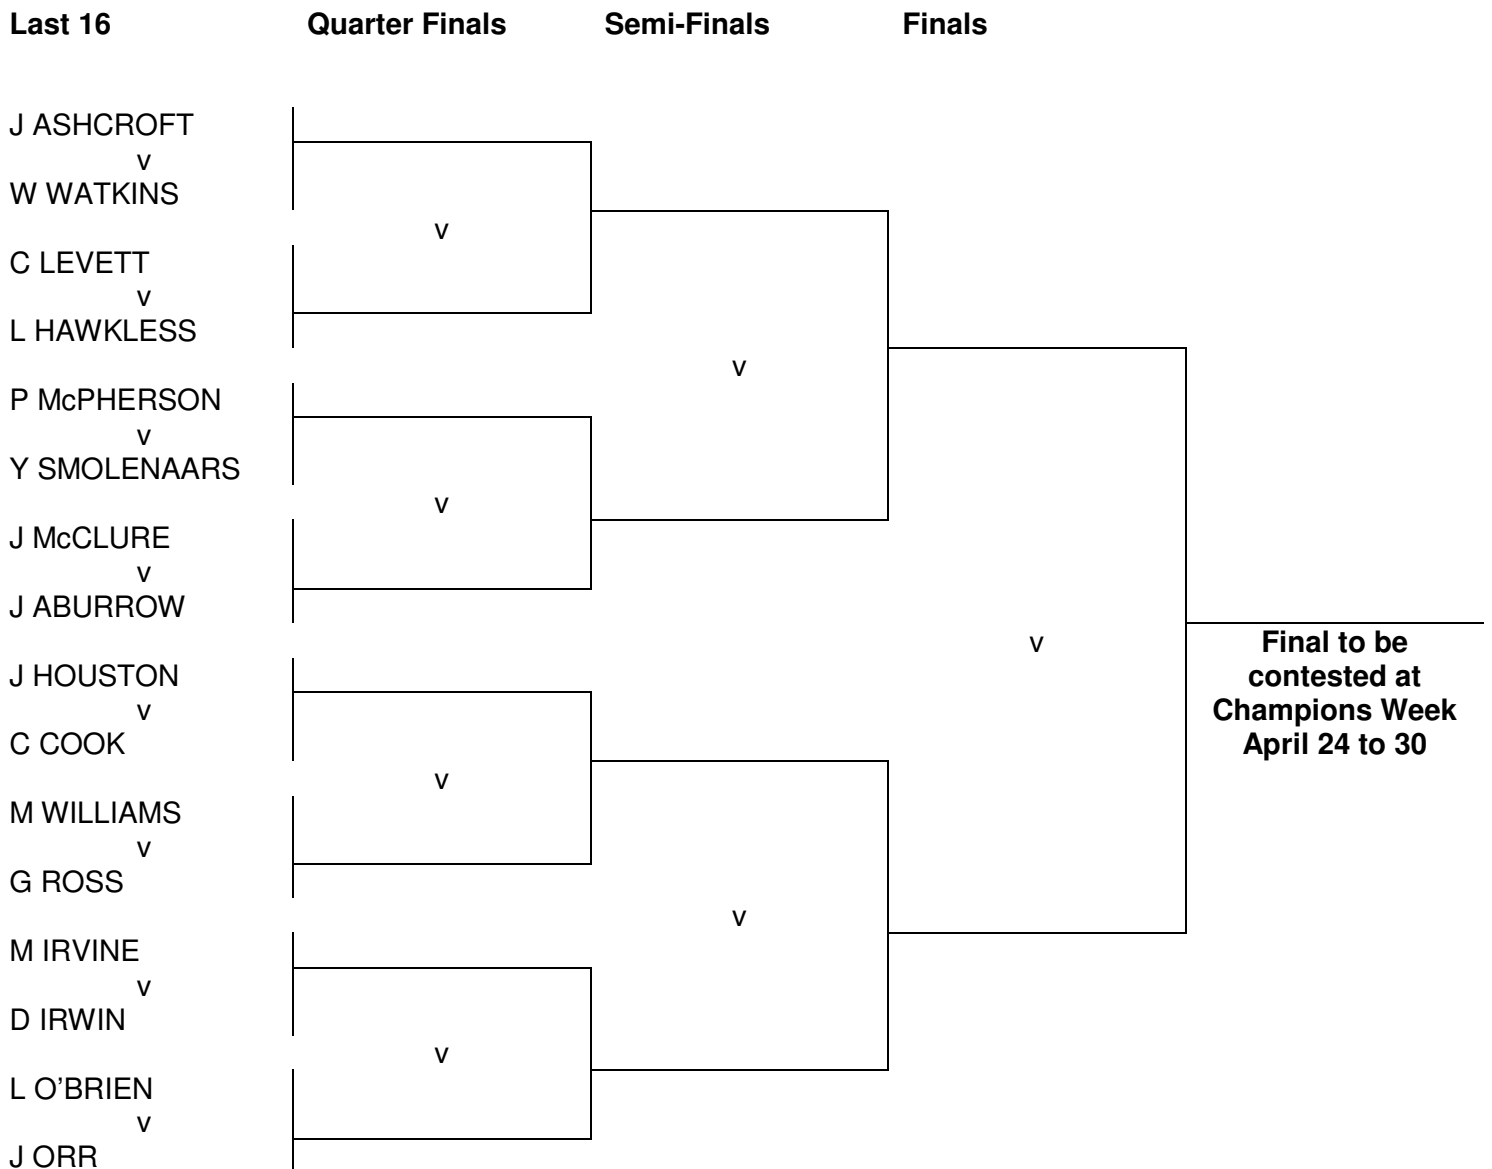 Last 16 Quarter Finals Semi-Finals Finals
J ASHCROFT
v
W WATKINS
v
C LEVETT
v
L HAWKLESS
v
P McPHERSON
v
Y SMOLENAARS
v
J McCLURE
v
J ABURROW
v
J HOUSTON
v
C COOK
v
M WILLIAMS
v
G ROSS
v
M IRVINE
v
D IRWIN
v
L O'BRIEN
v
J ORR
Final to be
contested at
Champions Week
April 24 to 30